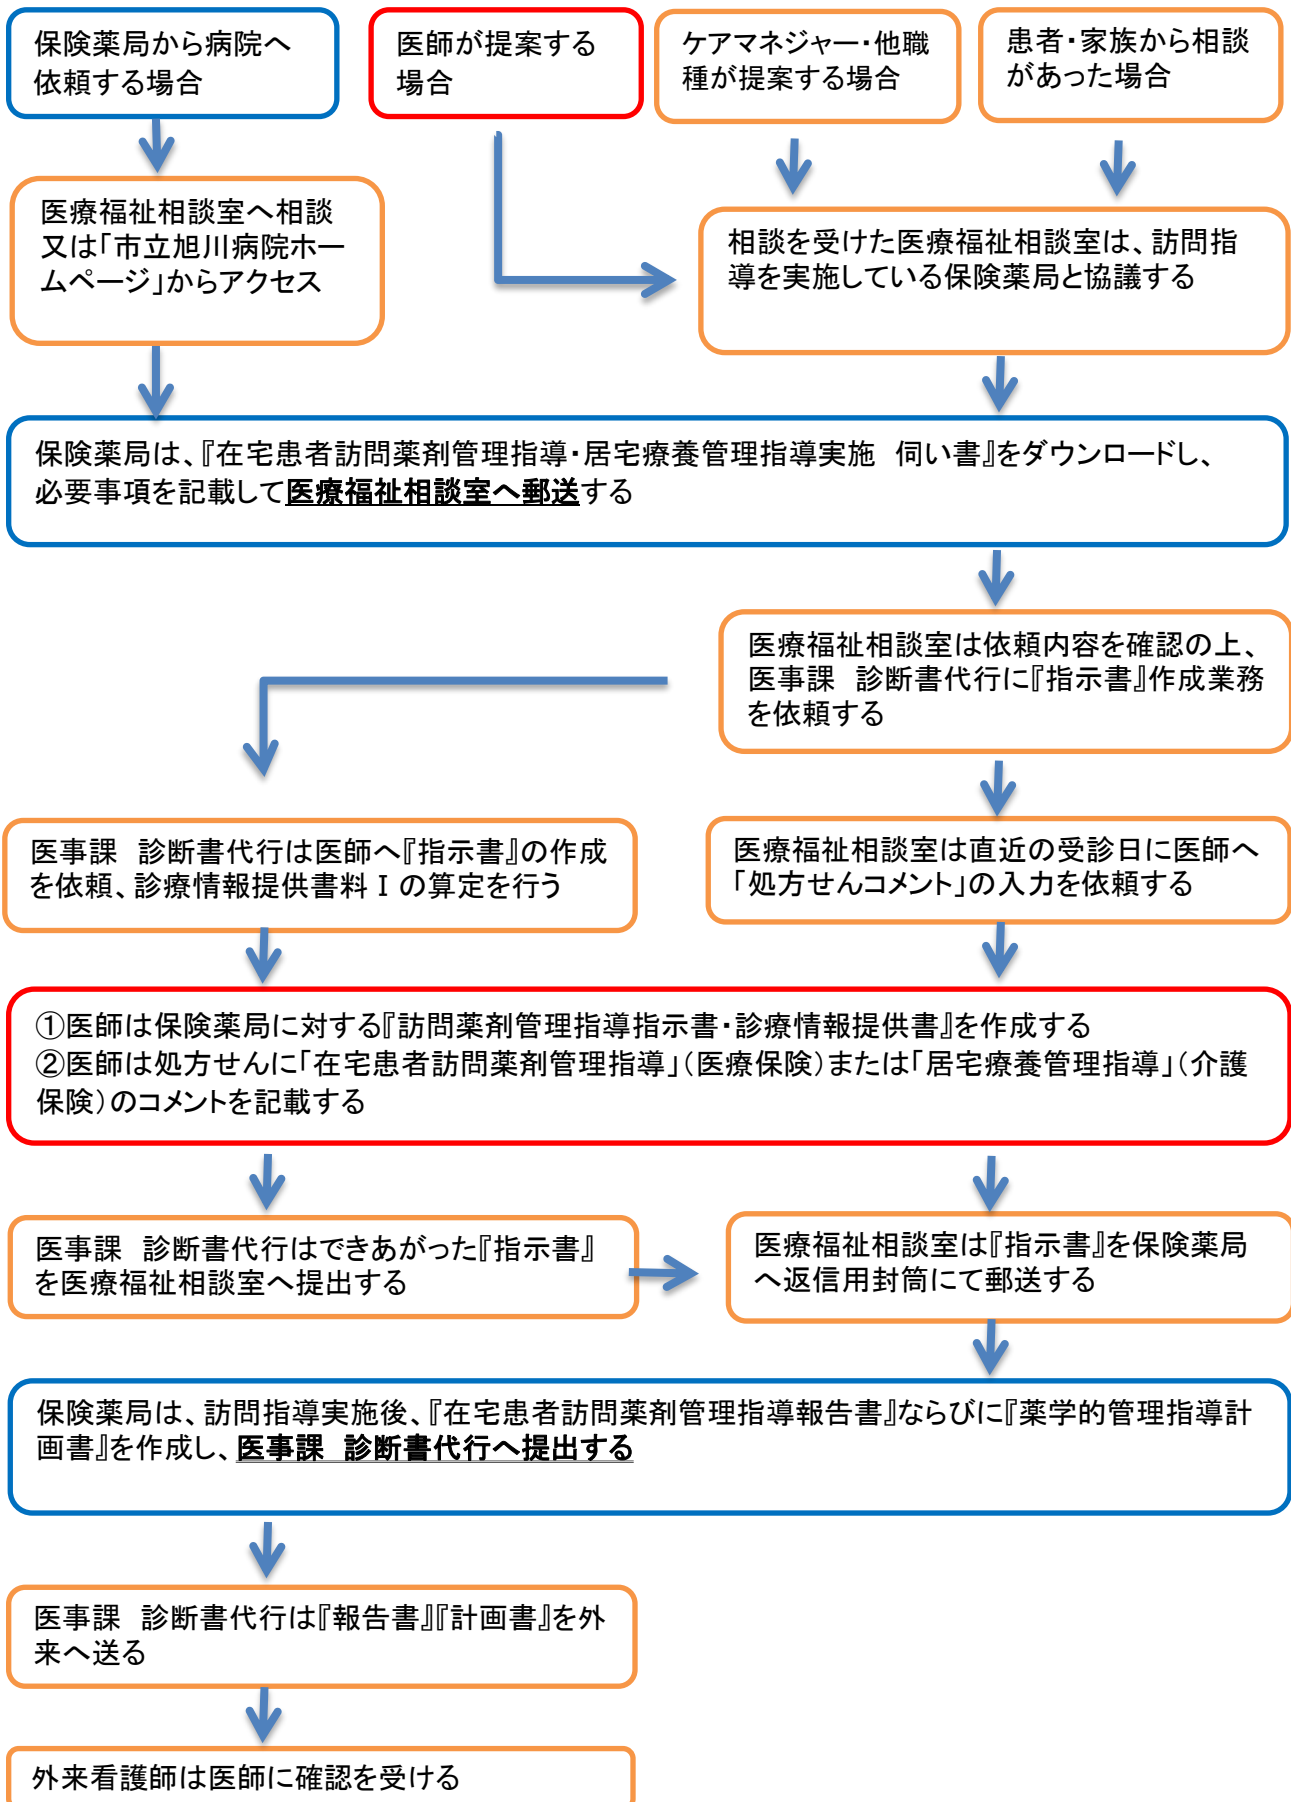 保険薬局から病院へ
依頼する場合
医師が提案する
場合
ケアマネジャー・他職
種が提案する場合
患者・家族から相談
があった場合
医療福祉相談室へ相談
又は「市立旭川病院ホー
ムページ」からアクセス
相談を受けた医療福祉相談室は、訪問指
導を実施している保険薬局と協議する
保険薬局は、『在宅患者訪問薬剤管理指導・居宅療養管理指導実施　伺い書』をダウンロードし、
必要事項を記載して医療福祉相談室へ郵送する
医療福祉相談室は依頼内容を確認の上、
医事課　診断書代行に『指示書』作成業務
を依頼する
医事課　診断書代行は医師へ『指示書』の作成
を依頼、診療情報提供書料Ⅰの算定を行う
医療福祉相談室は直近の受診日に医師へ
「処方せんコメント」の入力を依頼する
①医師は保険薬局に対する『訪問薬剤管理指導指示書・診療情報提供書』を作成する
②医師は処方せんに「在宅患者訪問薬剤管理指導」（医療保険）または「居宅療養管理指導」（介護
保険）のコメントを記載する
医事課　診断書代行はできあがった『指示書』
を医療福祉相談室へ提出する
医療福祉相談室は『指示書』を保険薬局
へ返信用封筒にて郵送する
保険薬局は、訪問指導実施後、『在宅患者訪問薬剤管理指導報告書』ならびに『薬学的管理指導計
画書』を作成し、医事課　診断書代行へ提出する
医事課　診断書代行は『報告書』『計画書』を外
来へ送る
外来看護師は医師に確認を受ける